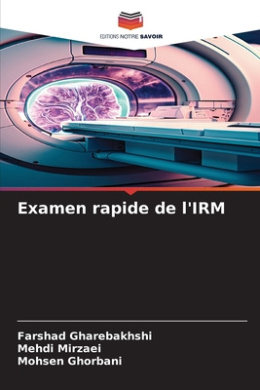 EDITIONS NOTRE SAVOIR
Examen rapide de l'IRM
Farshad Gharebakhshi
Mehdi Mirzaei
Mohsen Ghorbani